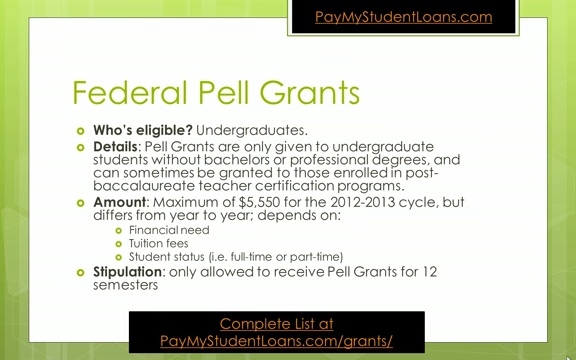 PayMyStudentLoans.com
Federal Pell Grants
Who's eligible? Undergraduates.
Details: Pell Grants are only given to undergraduate
students without bachelors or professional degrees, and
can sometimes be granted to those enrolled in post-
baccalaureate teacher certification programs.
Amount: Maximum of $5,550 for the 2012-2013 cycle, but
differs from year to year; depends on:
Financial need
Tuition fees
Student status (i.e. full-time or part-time)
Stipulation: only allowed to receive Pell Grants for 12
semesters
Complete List at
PayMyStudentLoans.com/grants/